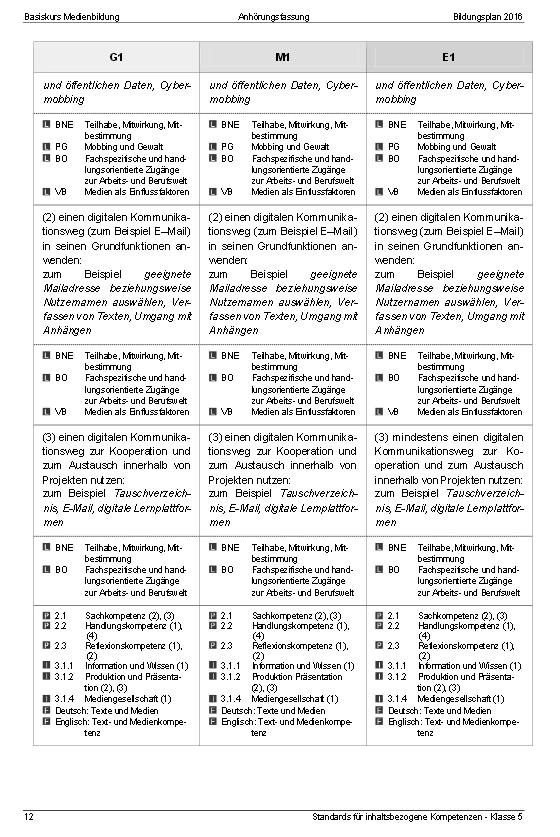 Basiskurs Medienbildung Anhörungsfassung Bildungsplan 2016
G1 M1 E1
und öffentlichen Daten, Cyber-
mobbing
und öffentlichen Daten, Cyber-
mobbing
und öffentlichen Daten, Cyber-
mobbing
L BNE Teilhabe, Mitwirkung, Mit-
bestimmung
L PG Mobbing und Gewalt
L BO Fachspezifische und hand-
lungsorientierte Zugänge
zur Arbeits- und Berufswelt
L VB Medien als Einflussfaktoren
L BNE Teilhabe, Mitwirkung, Mit-
bestimmung
L PG Mobbing und Gewalt
L BO Fachspezifische und hand-
lungsorientierte Zugänge
zur Arbeits- und Berufswelt
L VB Medien als Einflussfaktoren
L BNE Teilhabe, Mitwirkung, Mit-
bestimmung
L PG Mobbing und Gewalt
L BO Fachspezifische und hand-
lungsorientierte Zugänge
zur Arbeits- und Berufswelt
L VB Medien als Einflussfaktoren
(2) einen digitalen Kommunika-
tionsweg (zum Beispiel E–Mail)
in seinen Grundfunktionen an-
wenden:
zum Beispiel geeignete
Mailadresse beziehungsweise
Nutzernamen auswählen, Ver-
fassen von Texten, Umgang mit
Anhängen
(2) einen digitalen Kommunika-
tionsweg (zum Beispiel E–Mail)
in seinen Grundfunktionen an-
wenden:
zum Beispiel geeignete
Mailadresse beziehungsweise
Nutzernamen auswählen, Ver-
fassen von Texten, Umgang mit
Anhängen
(2) einen digitalen Kommunika-
tionsweg (zum Beispiel E–Mail)
in seinen Grundfunktionen an-
wenden:
zum Beispiel geeignete
Mailadresse beziehungsweise
Nutzernamen auswählen, Ver-
fassen von Texten, Umgang mit
Anhängen
L BNE Teilhabe, Mitwirkung, Mit-
bestimmung
L BO Fachspezifische und hand-
lungsorientierte Zugänge
zur Arbeits- und Berufswelt
L VB Medien als Einflussfaktoren
L BNE Teilhabe, Mitwirkung, Mit-
bestimmung
L BO Fachspezifische und hand-
lungsorientierte Zugänge
zur Arbeits- und Berufswelt
L VB Medien als Einflussfaktoren
L BNE Teilhabe, Mitwirkung, Mit-
bestimmung
L BO Fachspezifische und hand-
lungsorientierte Zugänge
zur Arbeits- und Berufswelt
L VB Medien als Einflussfaktoren
(3) einen digitalen Kommunika-
tionsweg zur Kooperation und
zum Austausch innerhalb von
Projekten nutzen:
zum Beispiel Tauschverzeich-
nis, E-Mail, digitale Lernplattfor-
men
(3) einen digitalen Kommunika-
tionsweg zur Kooperation und
zum Austausch innerhalb von
Projekten nutzen:
zum Beispiel Tauschverzeich-
nis, E-Mail, digitale Lernplattfor-
men
(3) mindestens einen digitalen
Kommunikationsweg zur Ko-
operation und zum Austausch
innerhalb von Projekten nutzen:
zum Beispiel Tauschverzeich-
nis, E-Mail, digitale Lernplattfor-
men
L BNE Teilhabe, Mitwirkung, Mit-
bestimmung
L BO Fachspezifische und hand-
lungsorientierte Zugänge
zur Arbeits- und Berufswelt
L BNE Teilhabe, Mitwirkung, Mit-
bestimmung
L BO Fachspezifische und hand-
lungsorientierte Zugänge
zur Arbeits- und Berufswelt
L BNE Teilhabe, Mitwirkung, Mit-
bestimmung
L BO Fachspezifische und hand-
lungsorientierte Zugänge
zur Arbeits- und Berufswelt
P 2.1 Sachkompetenz (2), (3)
P 2.2 Handlungskompetenz (1),
(4)
P 2.3 Reflexionskompetenz (1),
(2)
I 3.1.1 Information und Wissen (1)
I 3.1.2 Produktion und Präsenta-
tion (2), (3)
I 3.1.4 Mediengesellschaft (1)
F Deutsch: Texte und Medien
F Englisch: Text- und Medienkompe-
tenz
P 2.1 Sachkompetenz (2), (3)
P 2.2 Handlungskompetenz (1),
(4)
P 2.3 Reflexionskompetenz (1),
(2)
I 3.1.1 Information und Wissen (1)
I 3.1.2 Produktion Präsentation
(2), (3)
I 3.1.4 Mediengesellschaft (1)
F Deutsch: Texte und Medien
F Englisch: Text- und Medienkompe-
tenz
P 2.1 Sachkompetenz (2), (3)
P 2.2 Handlungskompetenz (1),
(4)
P 2.3 Reflexionskompetenz (1),
(2)
I 3.1.1 Information und Wissen (1)
I 3.1.2 Produktion und Präsenta-
tion (2), (3)
I 3.1.4 Mediengesellschaft (1)
F Deutsch: Texte und Medien
F Englisch: Text- und Medienkompe-
tenz
12 Standards für inhaltsbezogene Kompetenzen - Klasse 5